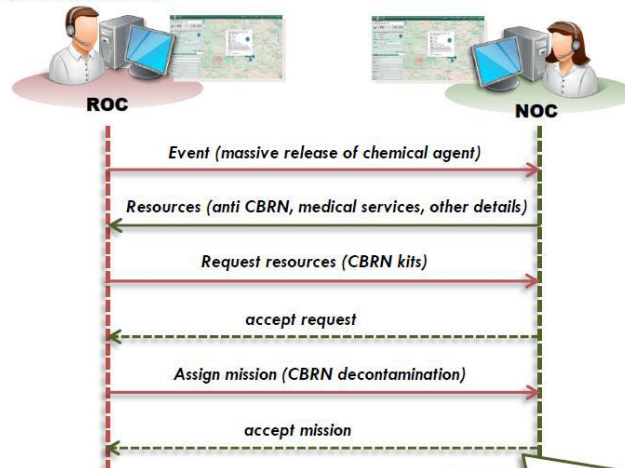 ROC
NOC
Event (massive release of chemical agent)
Resources (anti CBRN, medical services, other details)
Request resources (CBRN kits)
accept request
Assign mission (CBRN decontamination)
accept mission